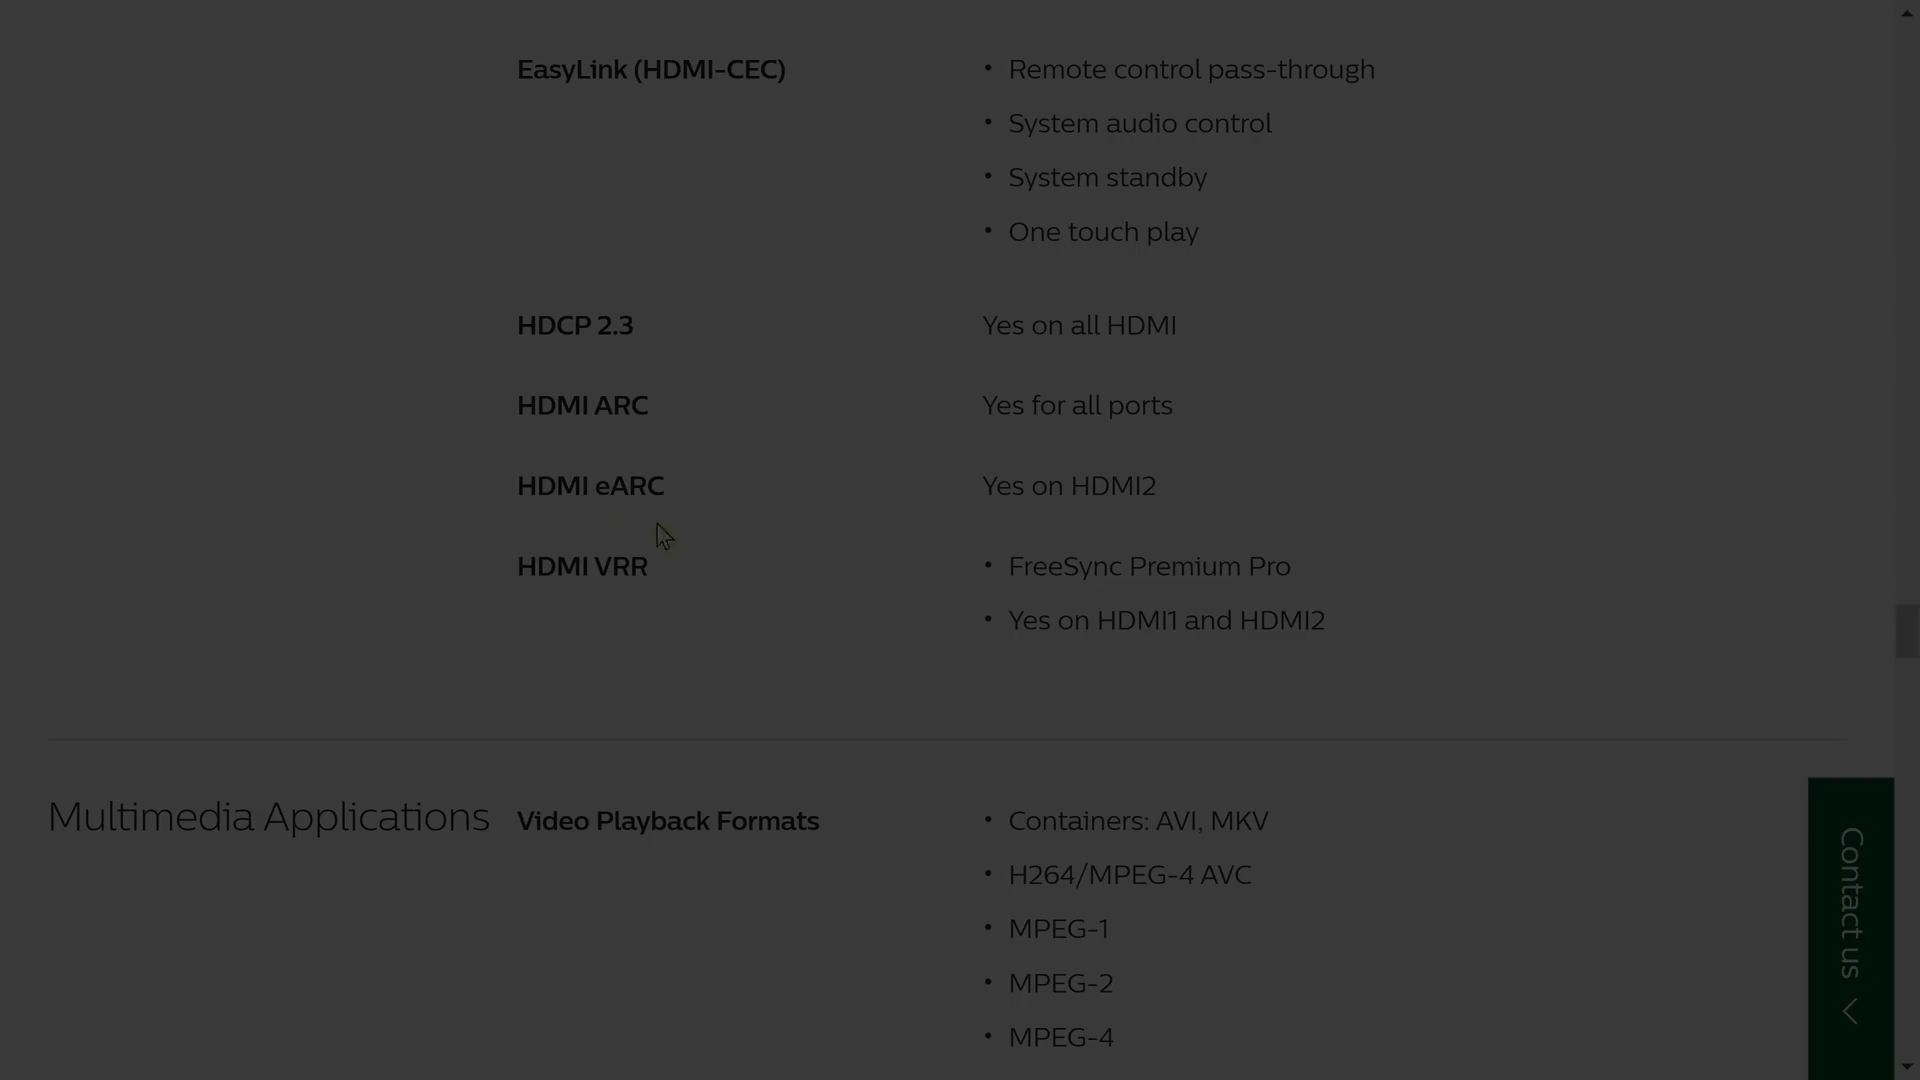 EasyLink (HDMI-CEC)
• Remote control pass-through
• System audio control
• System standby
• One touch play
HDCP 2.3
Yes on all HDMI
HDMI ARC
Yes for all ports
HDMI eARC
Yes on HDMI2
HDMI VRR
• FreeSync Premium Pro
• Yes on HDMI1 and HDMI2
Multimedia Applications
Video Playback Formats
• Containers: AVI, MKV
• H264/MPEG-4 AVC
• MPEG-1
• MPEG-2
• MPEG-4
Contact us